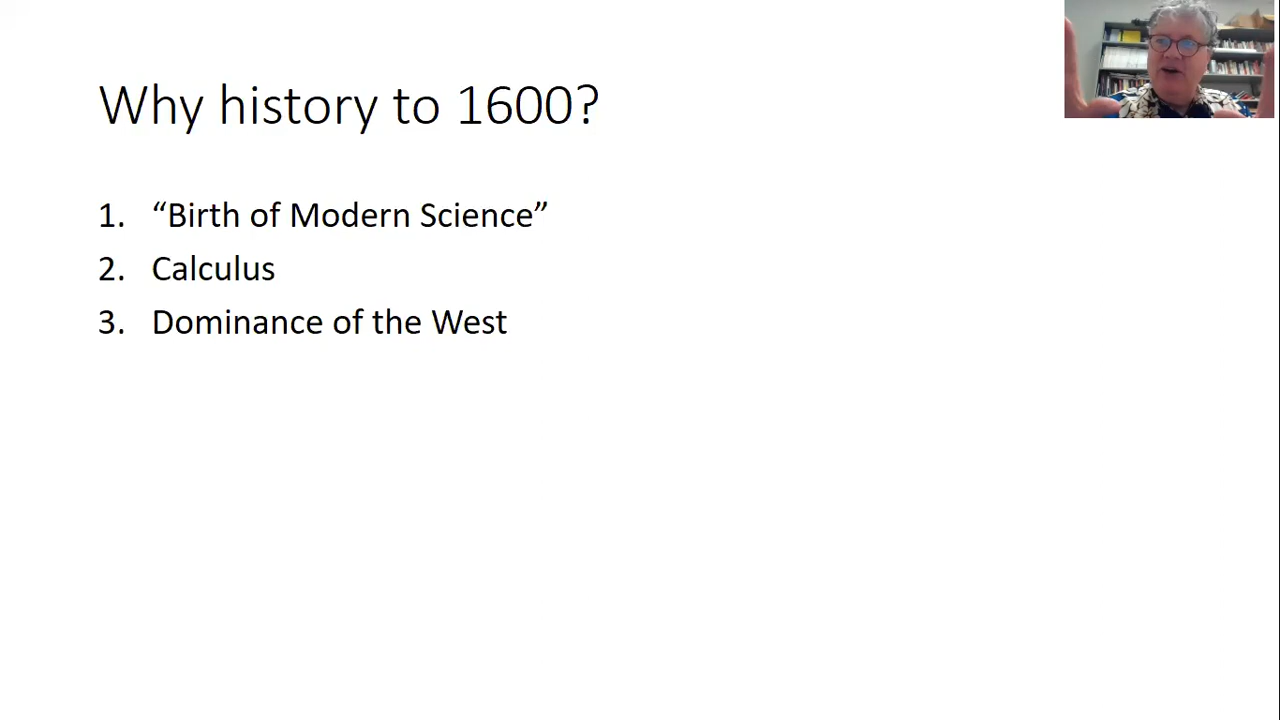 Why history to 1600?
1. “Birth of Modern Science”
2. Calculus
3. Dominance of the West